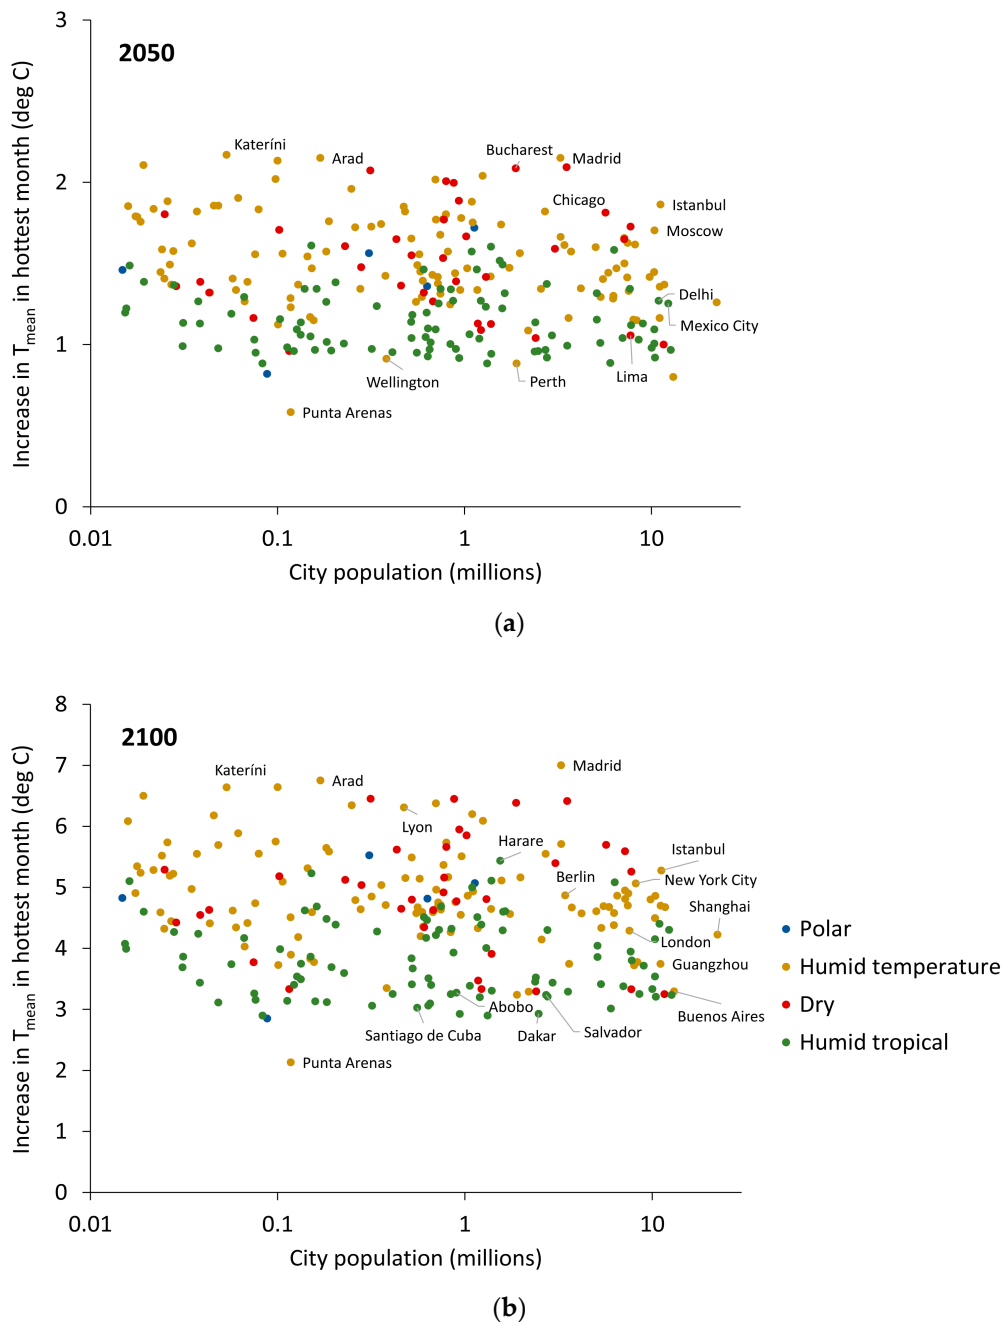 3
2050
Kateríni
Arad
Bucharest
Madrid
2
Chicago
Istanbul
Moscow
Delhi
Mexico City
1
Wellington
Perth
Lima
Punta Arenas
0
0.01
0.1
1
10
Increase in Tmean in hottest month (deg C)
City population (millions)
(a)
8
2100
7
Kateríni
Arad
Madrid
6
Lyon
Harare
Istanbul
5
Berlin
New York City
Shanghai
4
London
Guangzhou
3
Abobo
Santiago de Cuba
Dakar
Salvador
Buenos Aires
2
Punta Arenas
1
0
0.01
0.1
1
10
Increase in Tmean in hottest month (deg C)
City population (millions)
Polar
Humid temperature
Dry
Humid tropical
(b)